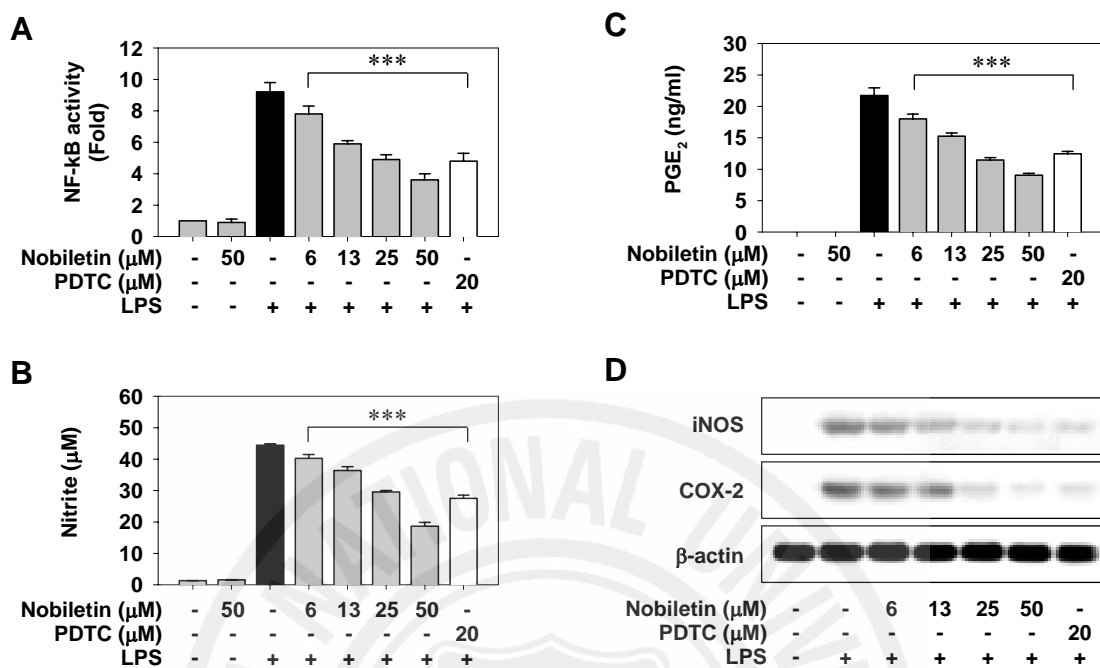 A
NF-kB activity
(Fold)
12
10
8
6
4
2
0
***
Nobiletin (μM) - 50 - 6 13 25 50 -
PDTC (μM) 20
LPS - - + + + + + +
B
Nitrite (μM)
60
50
40
30
20
10
0
***
Nobiletin (μM) - 50 - 6 13 25 50 -
PDTC (μM) 20
LPS - - + + + + + +
C
PGE2 (ng/ml)
30
25
20
15
10
5
0
***
Nobiletin (μM) - 50 - 6 13 25 50 -
PDTC (μM) 20
LPS - - + + + + + +
D
iNOS
COX-2
β-actin
Nobiletin (μM) - - 6 13 25 50 -
PDTC (μM) 20
LPS - + + + + + +
NATIONAL UNIV